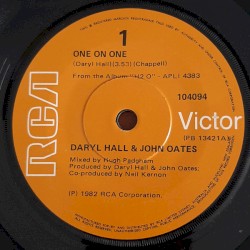 1
ONE ON ONE
(Daryl Hall)(3.53)(Chappell)
From the Album "H2O" - APL1 4383
104094
RCA
Victor
(PB 13421A)
DARYL HALL & JOHN OATES
Mixed by Hugh Padgham
Produced by Daryl Hall & John Oates
Co-produced by Neil Kernon
(P) 1982 RCA Corporation.